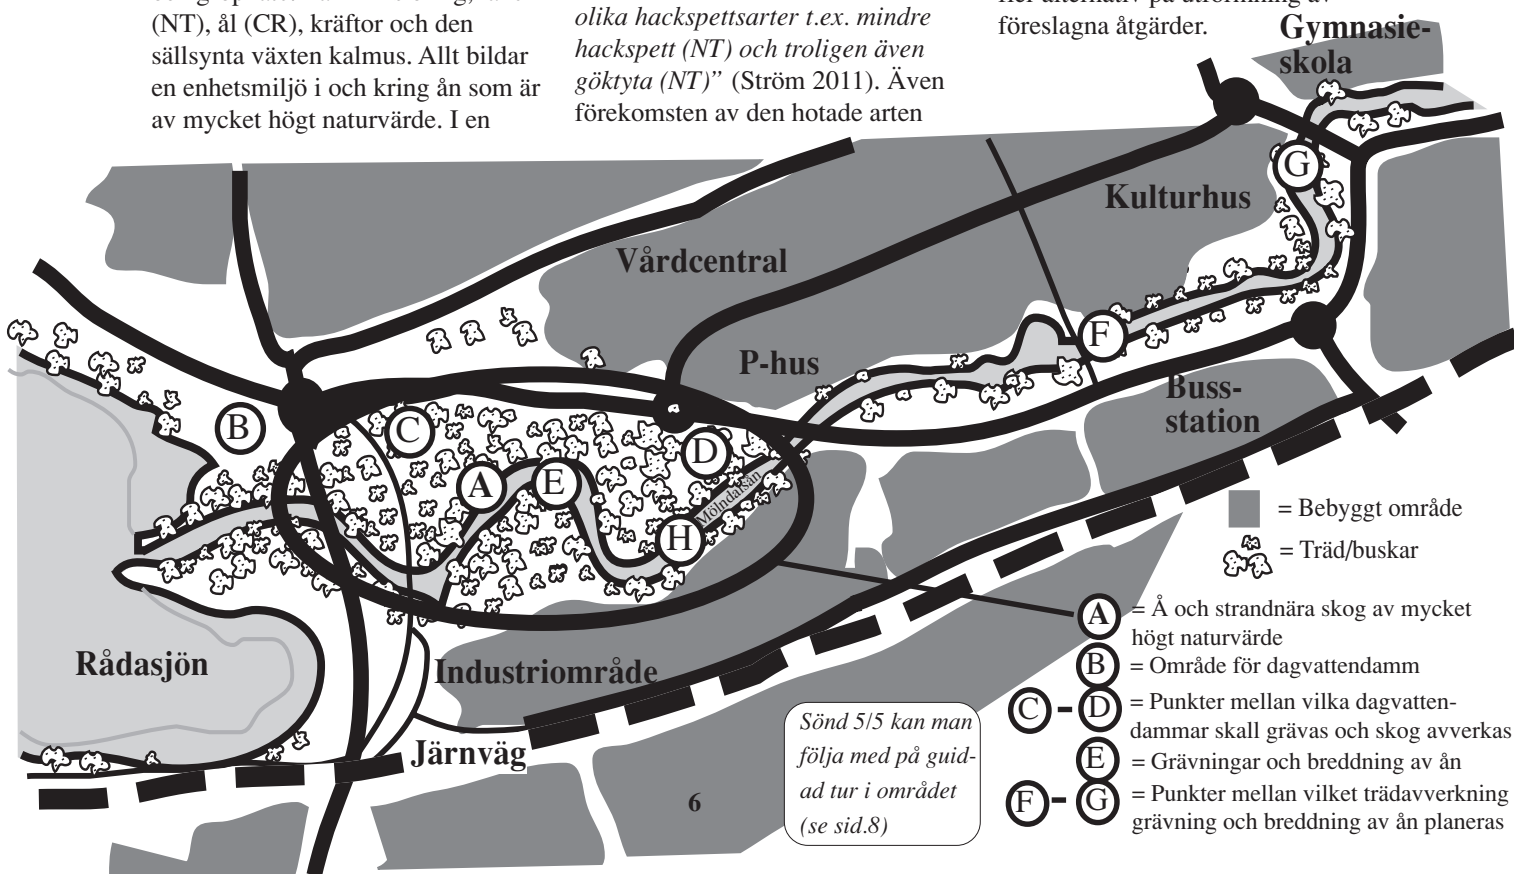 (NT), ål (CR), kräftor och den
sällsynta växten kalmus. Allt bildar
en enhetsmiljö i och kring ån som är
av mycket högt naturvärde. I en
olika hackspettsarter t.ex. mindre
hackspett (NT) och troligen även
göktyta (NT)” (Ström 2011). Även
förekomsten av den hotade arten
föreslagna åtgärder.
Gymnasie-
skola
G
Kulturhus
Vårdcentral
P-hus
F
Buss-
station
B
C
D
A
E
H
Mölndalsån
Rådasjön
Industriområde
Järnväg
= Bebyggt område
= Träd/buskar
A = Å och strandnära skog av mycket
högt naturvärde
B = Område för dagvattendamm
C - D = Punkter mellan vilka dagvatten-
dammar skall grävas och skog avverkas
E = Grävningar och breddning av ån
F - G = Punkter mellan vilket trädavverkning
grävning och breddning av ån planeras
Sönd 5/5 kan man
följa med på guid-
ad tur i området
(se sid.8)
6